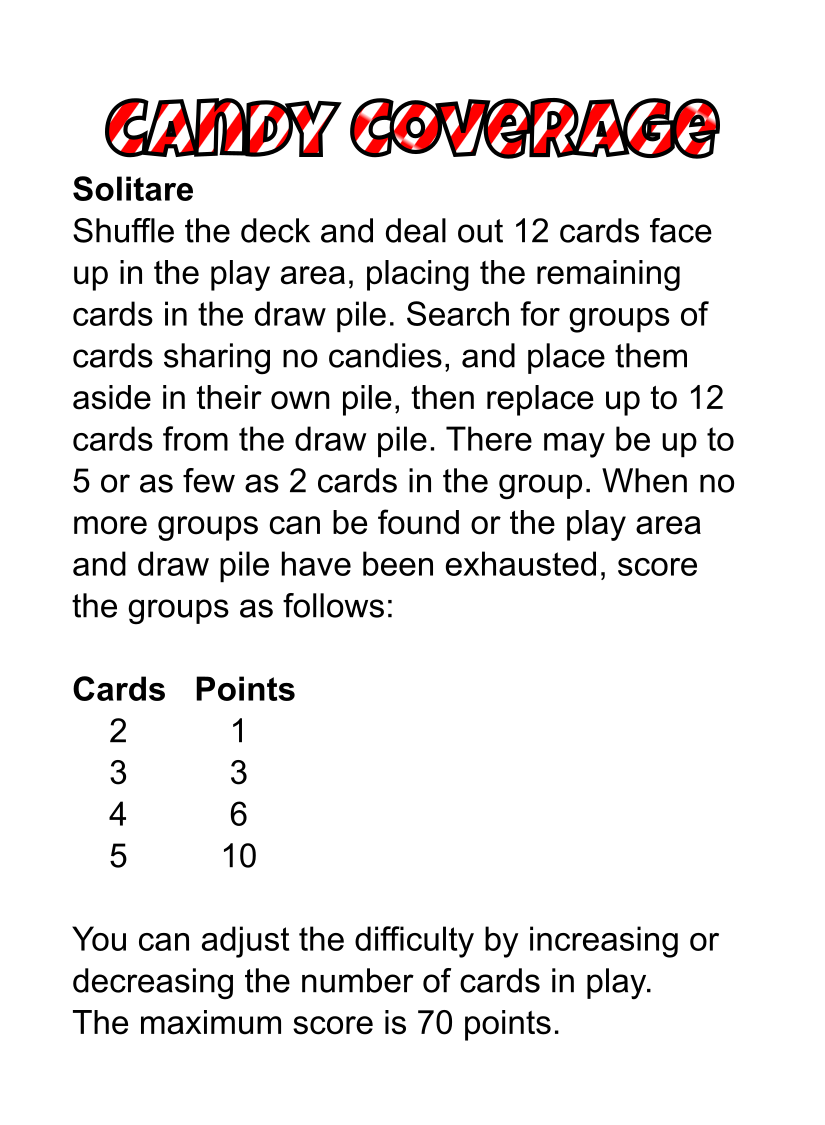 CANDY COVERAGE
Solitare
Shuffle the deck and deal out 12 cards face
up in the play area, placing the remaining
cards in the draw pile. Search for groups of
cards sharing no candies, and place them
aside in their own pile, then replace up to 12
cards from the draw pile. There may be up to
5 or as few as 2 cards in the group. When no
more groups can be found or the play area
and draw pile have been exhausted, score
the groups as follows:
Cards Points
2 1
3 3
4 6
5 10
You can adjust the difficulty by increasing or
decreasing the number of cards in play.
The maximum score is 70 points.